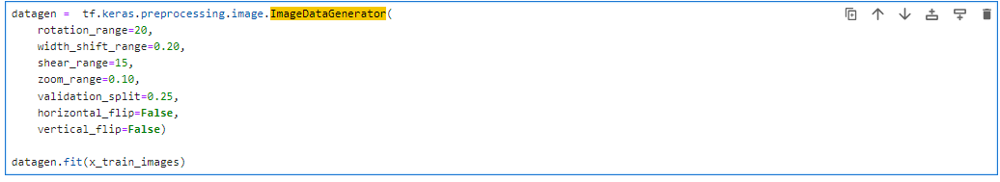 datagen =  tf.keras.preprocessing.image.ImageDataGenerator(
    rotation_range=20,
    width_shift_range=0.20,
    shear_range=15,
    zoom_range=0.10,
    validation_split=0.25,
    horizontal_flip=False,
    vertical_flip=False)

datagen.fit(x_train_images)